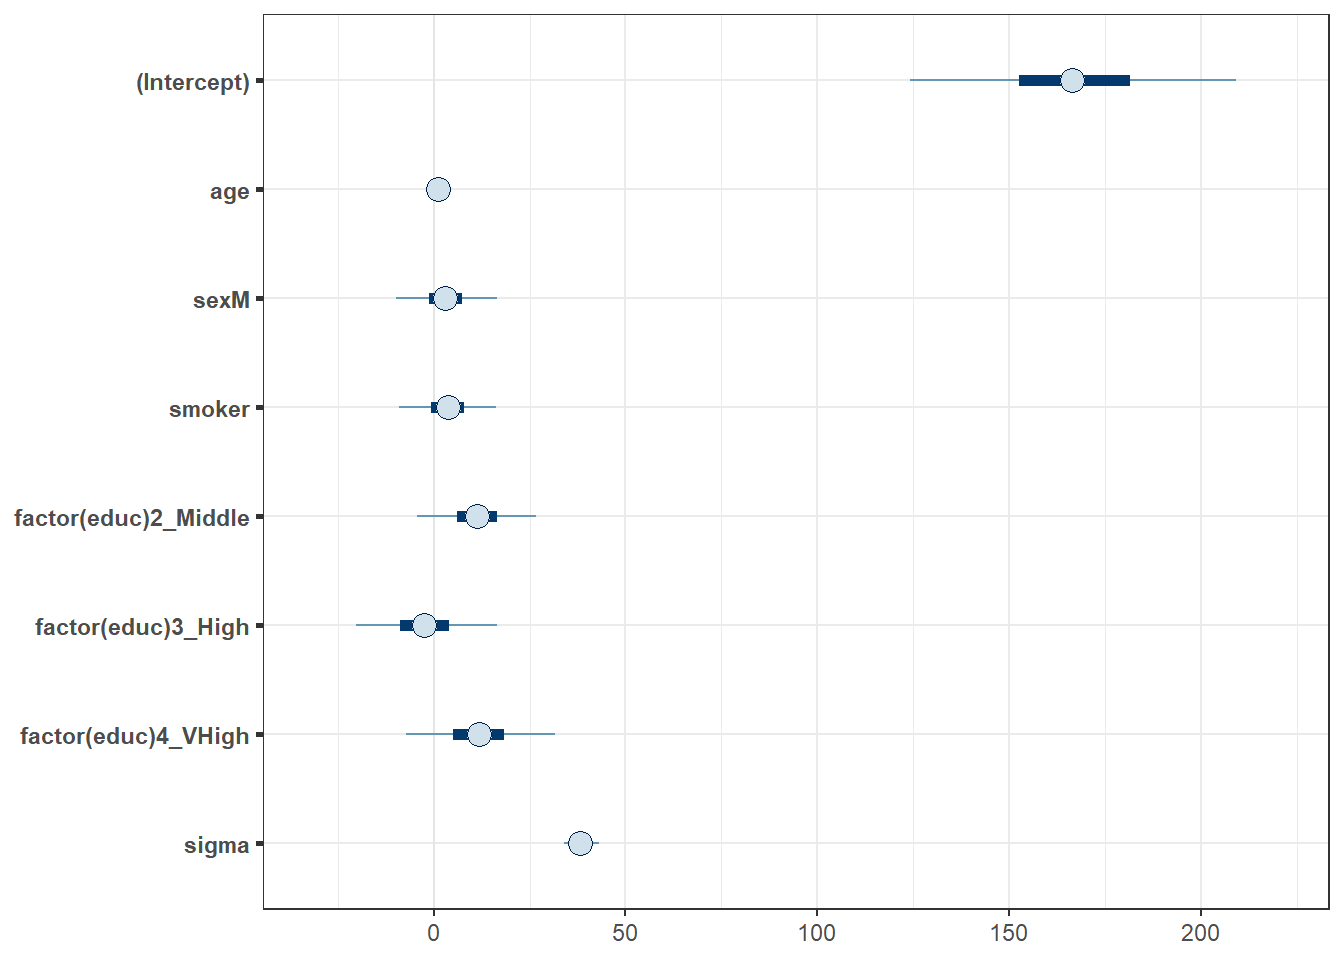 (Intercept)
age
sexM
smoker
factor(educ)2_Middle
factor(educ)3_High
factor(educ)4_VHigh
sigma
0 50 100 150 200